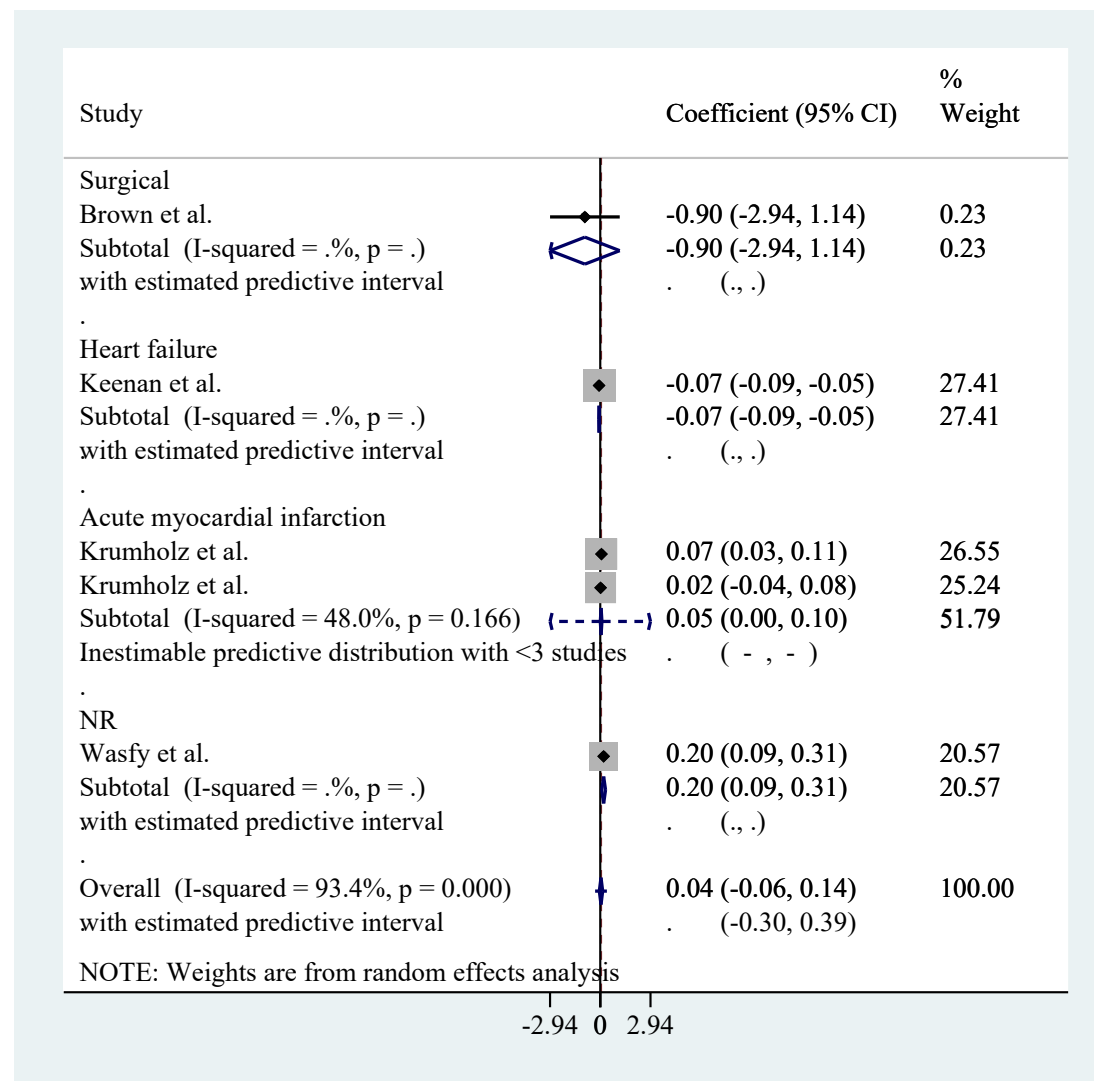 %
Study Coefficient (95% CI) Weight
Surgical
Brown et al. -0.90 (-2.94, 1.14) 0.23
Subtotal (I-squared = .%, p = .) -0.90 (-2.94, 1.14) 0.23
with estimated predictive interval . (., .)
.
Heart failure
Keenan et al. -0.07 (-0.09, -0.05) 27.41
Subtotal (I-squared = .%, p = .) -0.07 (-0.09, -0.05) 27.41
with estimated predictive interval . (., .)
.
Acute myocardial infarction
Krumholz et al. 0.07 (0.03, 0.11) 26.55
Krumholz et al. 0.02 (-0.04, 0.08) 25.24
Subtotal (I-squared = 48.0%, p = 0.166) 0.05 (0.00, 0.10) 51.79
Inestimable predictive distribution with <3 studies . ( - , - )
.
NR
Wasfy et al. 0.20 (0.09, 0.31) 20.57
Subtotal (I-squared = .%, p = .) 0.20 (0.09, 0.31) 20.57
with estimated predictive interval . (., .)
.
Overall (I-squared = 93.4%, p = 0.000) 0.04 (-0.06, 0.14) 100.00
with estimated predictive interval . (-0.30, 0.39)
NOTE: Weights are from random effects analysis
-2.94 0 2.94